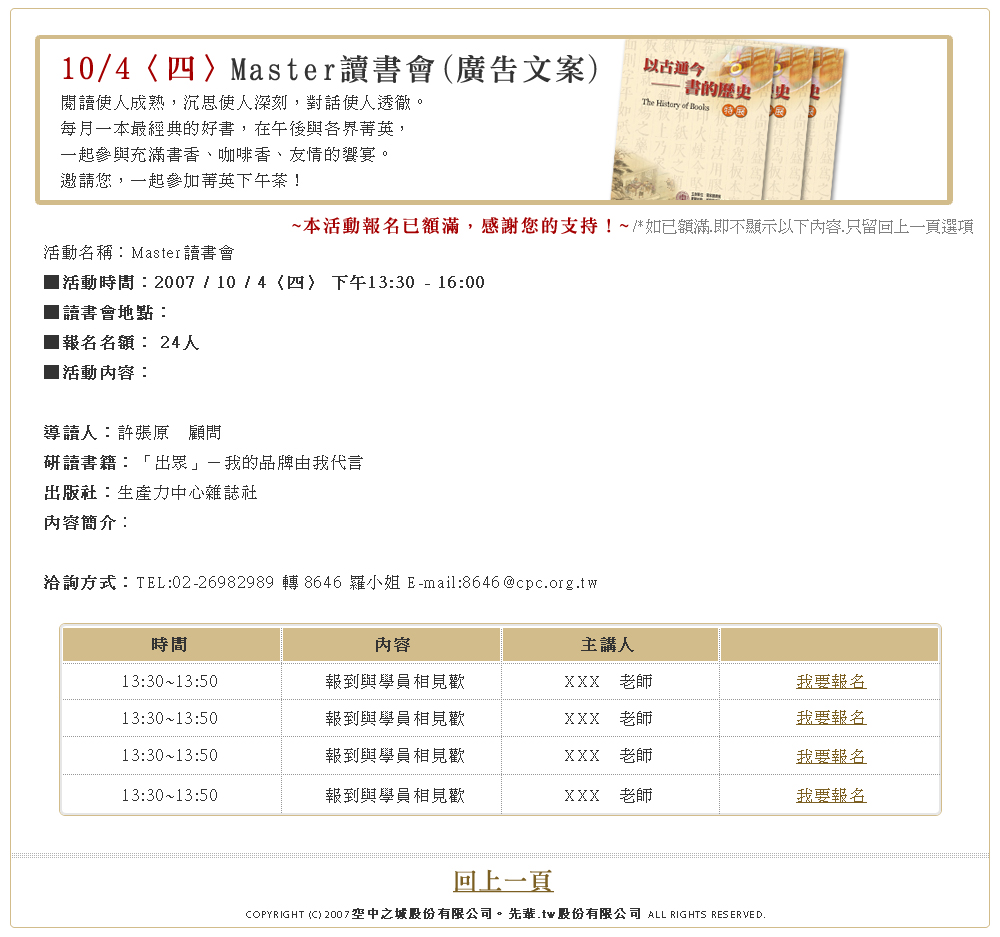 10/4〈四〉Master讀書會(廣告文案)
閱讀使人成熟，沉思使人深刻，對話使人透徹。
每月一本最經典的好書，在午後與各界菁英，
一起參與充滿書香、咖啡香、友情的饗宴。
邀請您，一起參加菁英下午茶！
以古通今
——書的歷史
The History of Books
特展
~本活動報名已額滿，感謝您的支持！~/*如已額滿.即不顯示以下內容.只留回上一頁選項
活動名稱：Master讀書會
■活動時間：2007 / 10 / 4〈四〉 下午13:30 - 16:00
■讀書會地點：
■報名名額： 24人
■活動內容：
導讀人：許張原　顧問
研讀書籍：「出眾」－我的品牌由我代言
出版社：生產力中心雜誌社
內容簡介：
洽詢方式：TEL:02-26982989 轉 8646 羅小姐 E-mail:8646@cpc.org.tw
時間 內容 主講人
13:30~13:50 報到與學員相見歡 XXX　老師 我要報名
13:30~13:50 報到與學員相見歡 XXX　老師 我要報名
13:30~13:50 報到與學員相見歡 XXX　老師 我要報名
13:30~13:50 報到與學員相見歡 XXX　老師 我要報名
回上一頁
COPYRIGHT (C) 2007空中之城股份有限公司。先輩.tw股份有限公司 ALL RIGHTS RESERVED.